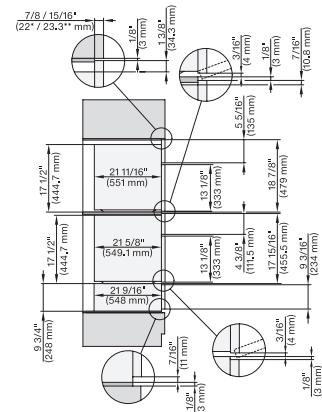 7/8 / 15/16"
(22* / 23.3** mm)
1/8"
(3 mm)
1 3/8"
(34.3 mm)
3/16"
(4 mm)
1/8"
(3 mm)
7/16"
(10.8 mm)
5 5/16"
(135 mm)
17 1/2"
(444,7 mm)
21 11/16"
(551 mm)
13 1/8"
(333 mm)
18 7/8"
(479 mm)
17 1/2"
(444,7 mm)
21 5/8"
(549.1 mm)
13 1/8"
(333 mm)
4 3/8"
(111.5 mm)
17 15/16"
(455.5 mm)
9 3/16"
(234 mm)
21 9/16"
(548 mm)
9 3/4"
(248 mm)
7/16"
(11 mm)
1/8"
(3 mm)
3/16"
(4 mm)
1/8"
(3 mm)